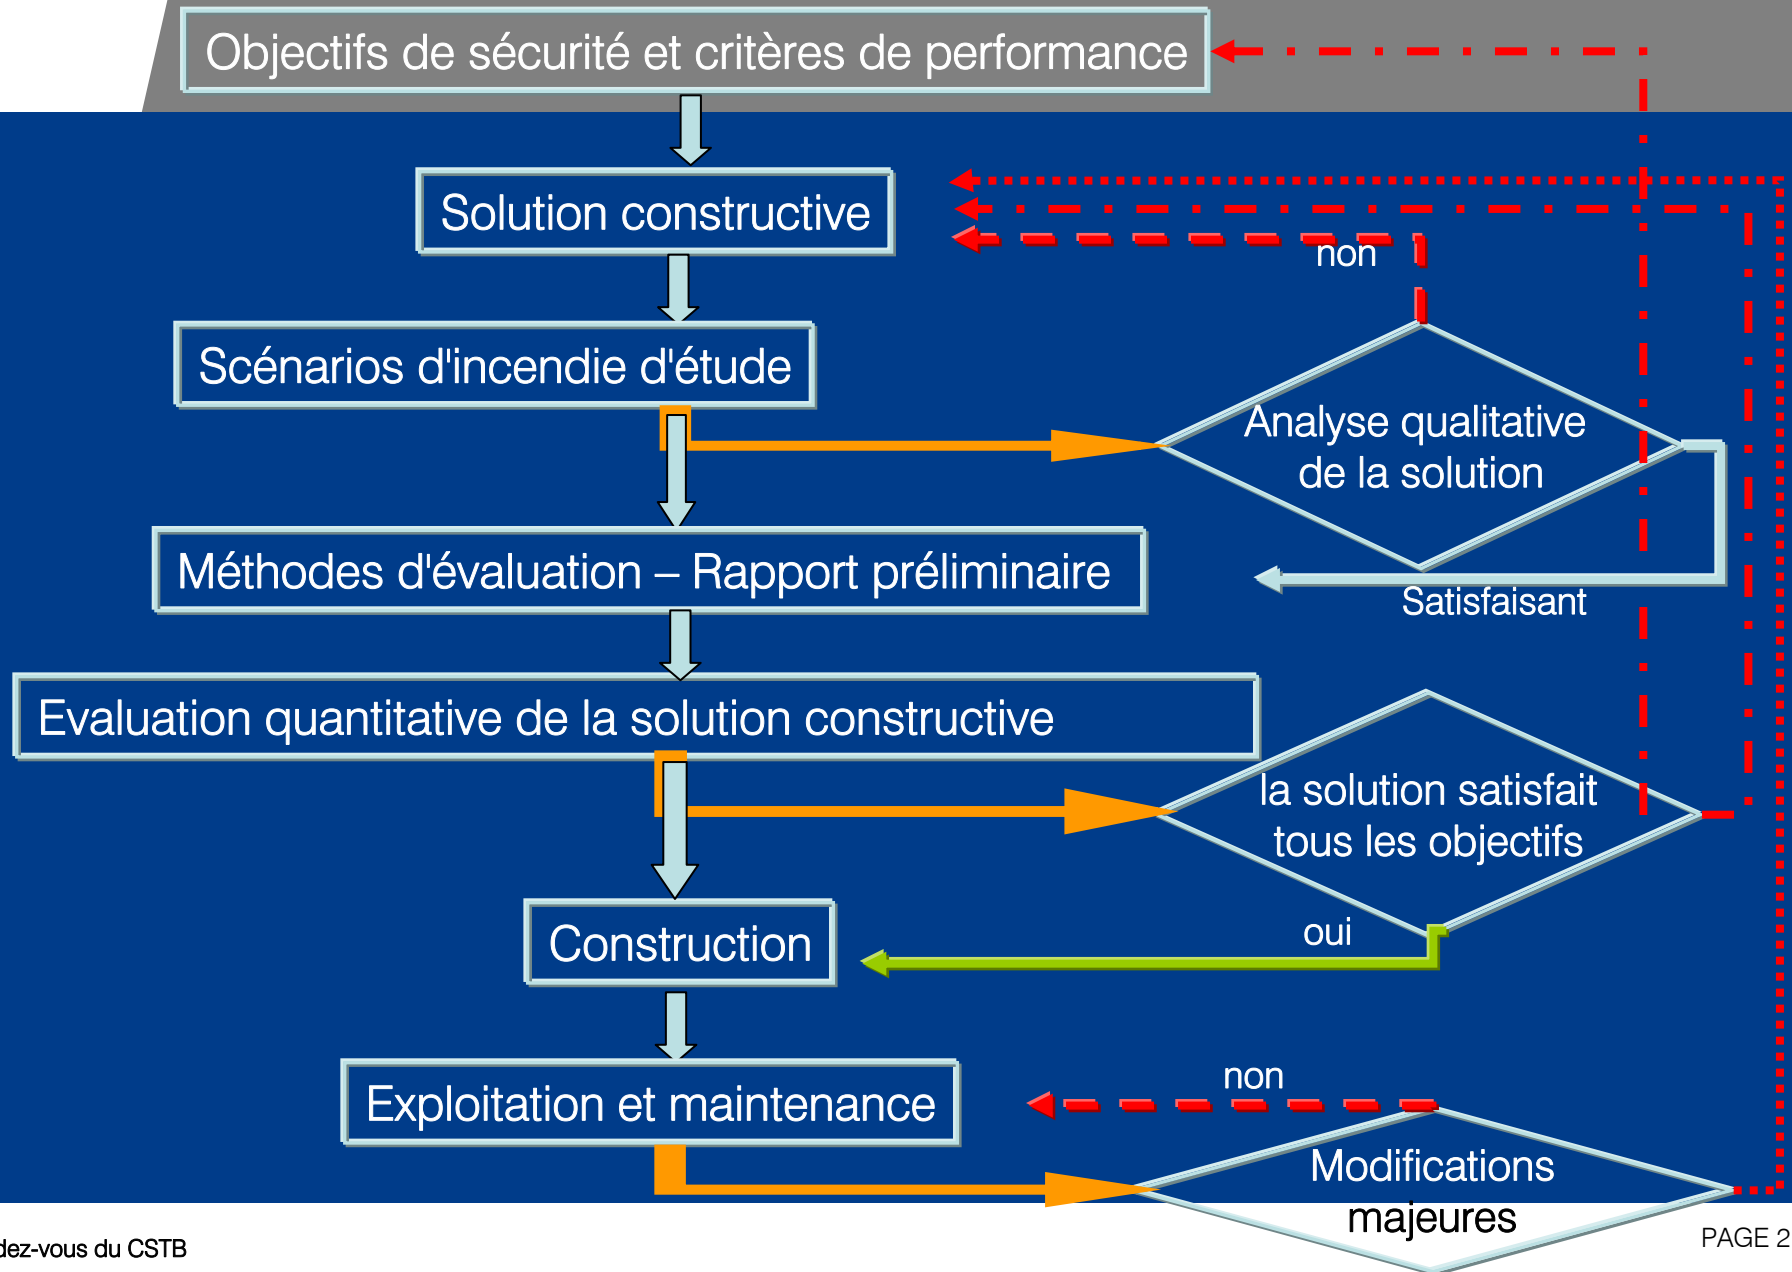 Objectifs de sécurité et critères de performance
Solution constructive
non
Scénarios d'incendie d'étude
Analyse qualitative
de la solution
Méthodes d'évaluation – Rapport préliminaire
Satisfaisant
Evaluation quantitative de la solution constructive
la solution satisfait
tous les objectifs
oui
Construction
non
Exploitation et maintenance
Modifications
majeures
dez-vous du CSTB
PAGE 2